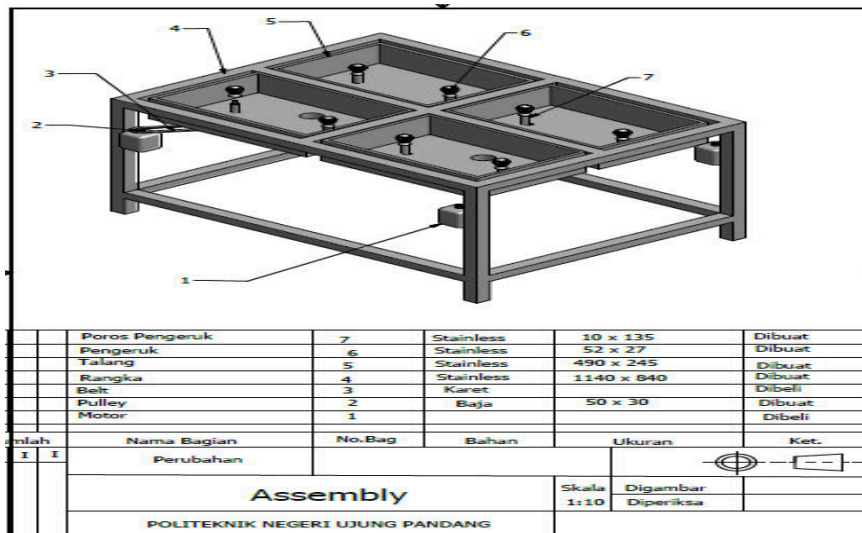 4
5
6
3
7
2
1
Poros Pengeruk 7 Stainless 10 x 135 Dibuat
Pengeruk 6 Stainless 52 x 27 Dibuat
Talang 5 Stainless 490 x 245 Dibuat
Rangka 4 Stainless 1140 x 840 Dibuat
Belt 3 Karet Dibeli
Pulley 2 Baja 50 x 30 Dibuat
Motor 1 Dibeli
mlah Nama Bagian No.Bag Bahan Ukuran Ket.
I I Perubahan
Assembly Skala Digambar
1:10 Diperiksa
POLITEKNIK NEGERI UJUNG PANDANG